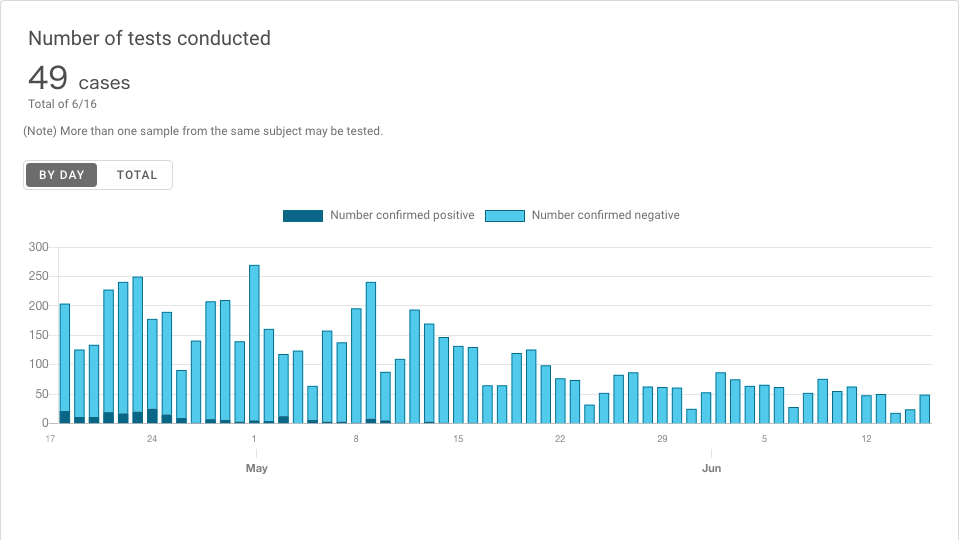 Number of tests conducted
49 cases
Total of 6/16
(Note) More than one sample from the same subject may be tested.
BY DAY TOTAL
Number confirmed positive Number confirmed negative
300
250
200
150
100
50
0
17 24 1 8 15 22 29 5 12
May Jun